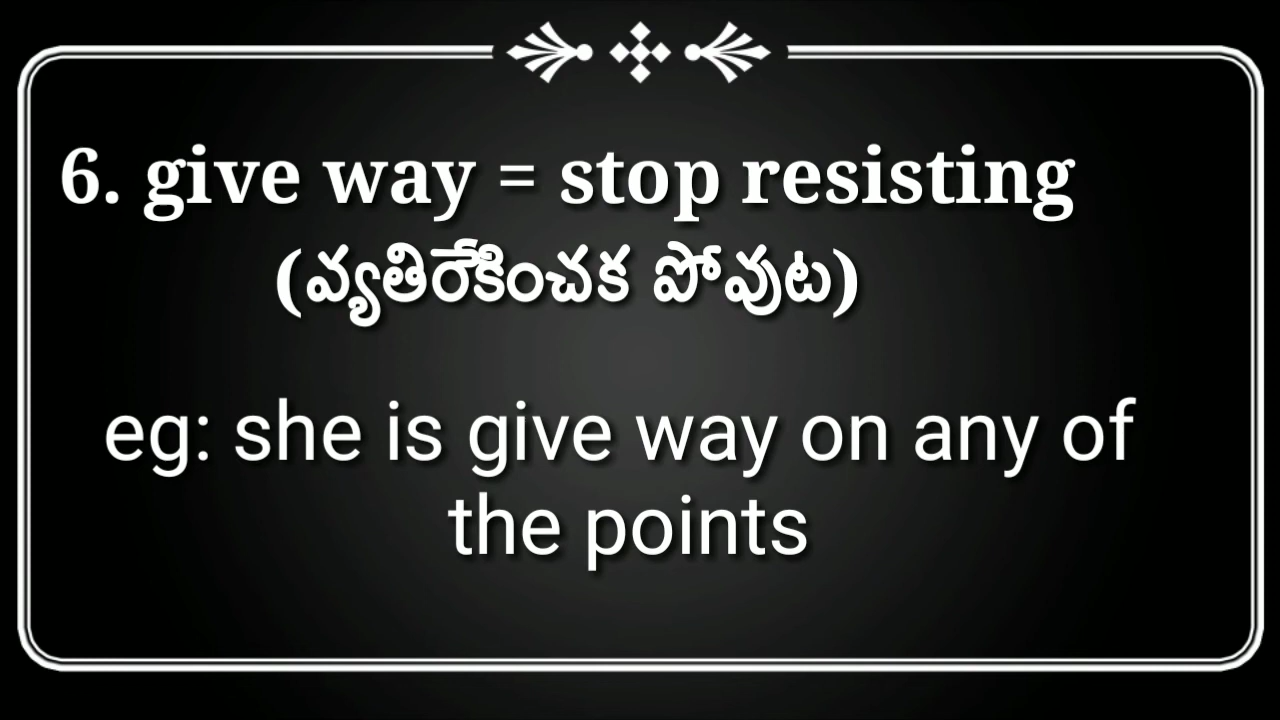 6. give way = stop resisting
(వ్యతిరేకించక పోవుట)
eg: she is give way on any of
the points